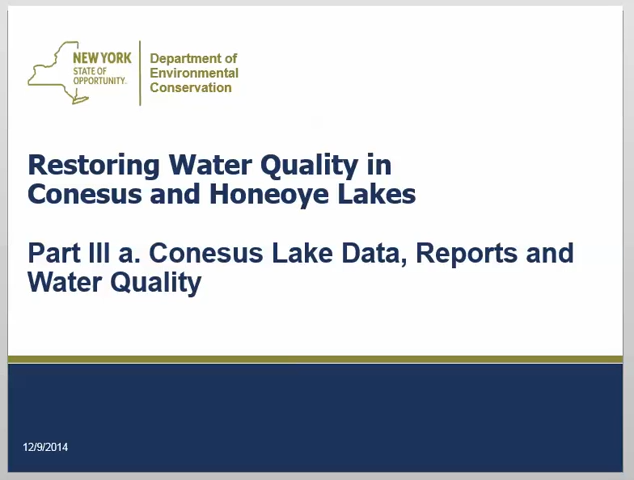 NEW YORK
STATE OF
OPPORTUNITY.
Department of
Environmental
Conservation
Restoring Water Quality in
Conesus and Honeoye Lakes
Part III a. Conesus Lake Data, Reports and
Water Quality
12/9/2014